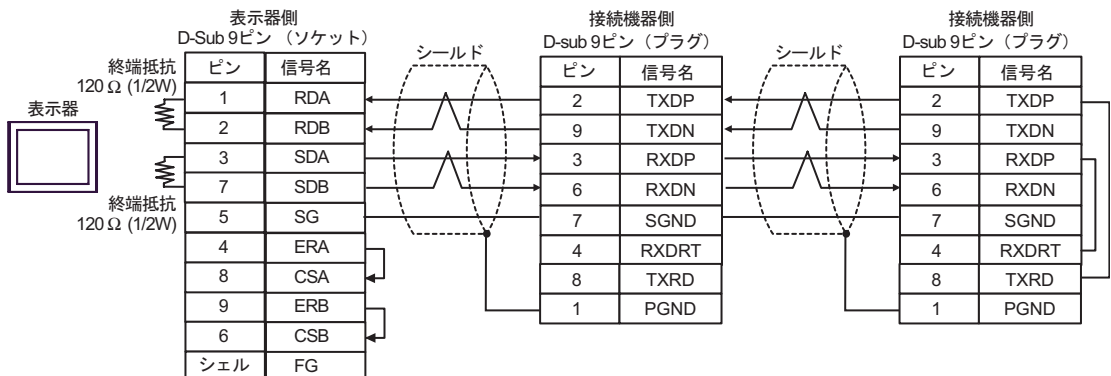 表示器
終端抵抗
120 Ω (1/2W)
終端抵抗
120 Ω (1/2W)
表示器側
D-Sub 9ピン （ソケット）
ピン 信号名
1 RDA
2 RDB
3 SDA
7 SDB
5 SG
4 ERA
8 CSA
9 ERB
6 CSB
シェル FG
シールド
接続機器側
D-sub 9ピン（プラグ）
ピン 信号名
2 TXDP
9 TXDN
3 RXDP
6 RXDN
7 SGND
4 RXDRT
8 TXRD
1 PGND
シールド
接続機器側
D-sub 9ピン（プラグ）
ピン 信号名
2 TXDP
9 TXDN
3 RXDP
6 RXDN
7 SGND
4 RXDRT
8 TXRD
1 PGND